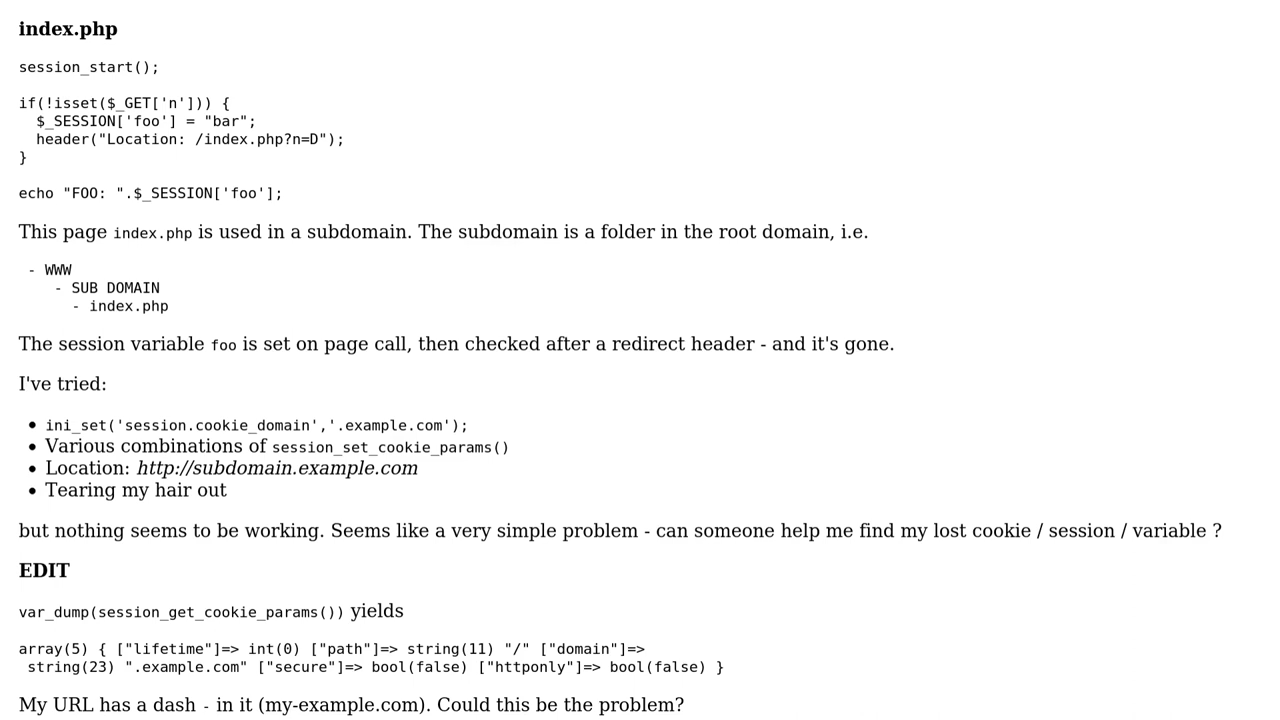 index.php
session_start();
if(!isset($_GET['n'])) {
  $_SESSION['foo'] = "bar";
  header("Location: /index.php?n=D");
}
echo "FOO: ".$_SESSION['foo'];
This page index.php is used in a subdomain. The subdomain is a folder in the root domain, i.e.
- WWW
- SUB DOMAIN
- index.php
The session variable foo is set on page call, then checked after a redirect header - and it's gone.
I've tried:
• ini_set('session.cookie_domain','.example.com');
• Various combinations of session_set_cookie_params()
• Location: http://subdomain.example.com
• Tearing my hair out
but nothing seems to be working. Seems like a very simple problem - can someone help me find my lost cookie / session / variable ?
EDIT
var_dump(session_get_cookie_params()) yields
array(5) { ["lifetime"]=> int(0) ["path"]=> string(11) "/" ["domain"]=>
string(23) ".example.com" ["secure"]=> bool(false) ["httponly"]=> bool(false) }
My URL has a dash - in it (my-example.com). Could this be the problem?